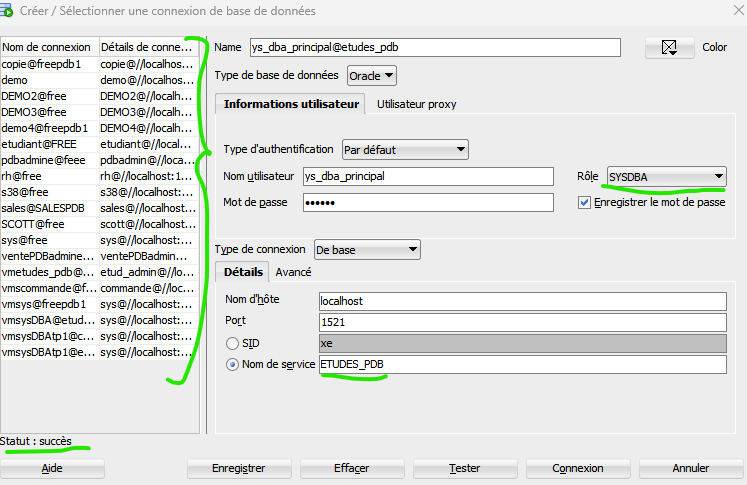 Créer / Sélectionner une connexion de base de données
Nom de connexion Détails de conne...
copie@freepdb1 copie@//localhos...
demo demo@//localhos...
DEMO2@free DEMO2@//localh...
DEMO3@free DEMO3@//localh...
demo4@freepdb1 DEMO4@//localh...
etudiant@FREE etudiant@//local...
pdbadmine@feee pdbadmin@//loca...
rh@free rh@//localhost:1...
s38@free s38@//localhost:...
sales@SALESPDB sales@//localhos...
SCOTT@free scott@//localhos...
sys@free sys@//localhost:...
ventePDBadmine... ventePDBadmin...
vmetudes_pdb@... etud_admin@//lo...
vmscommande@f... commande@//loc...
vmsys@freepdb1 sys@//localhost:...
vmsysDBA@etud... sys@//localhost:...
vmsysDBAtp1@c... sys@//localhost:...
vmsysDBAtp1@e... sys@//localhost:...
Name ys_dba_principal@etudes_pdb Color
Type de base de données Oracle
Informations utilisateur Utilisateur proxy
Type d'authentification Par défaut
Nom utilisateur ys_dba_principal Rôle SYSDBA
Mot de passe •••••• Enregistrer le mot de passe
Type de connexion De base
Détails Avancé
Nom d'hôte localhost
Port 1521
SID xe
Nom de service ETUDES_PDB
Statut : succès
Aide Enregistrer Effacer Tester Connexion Annuler